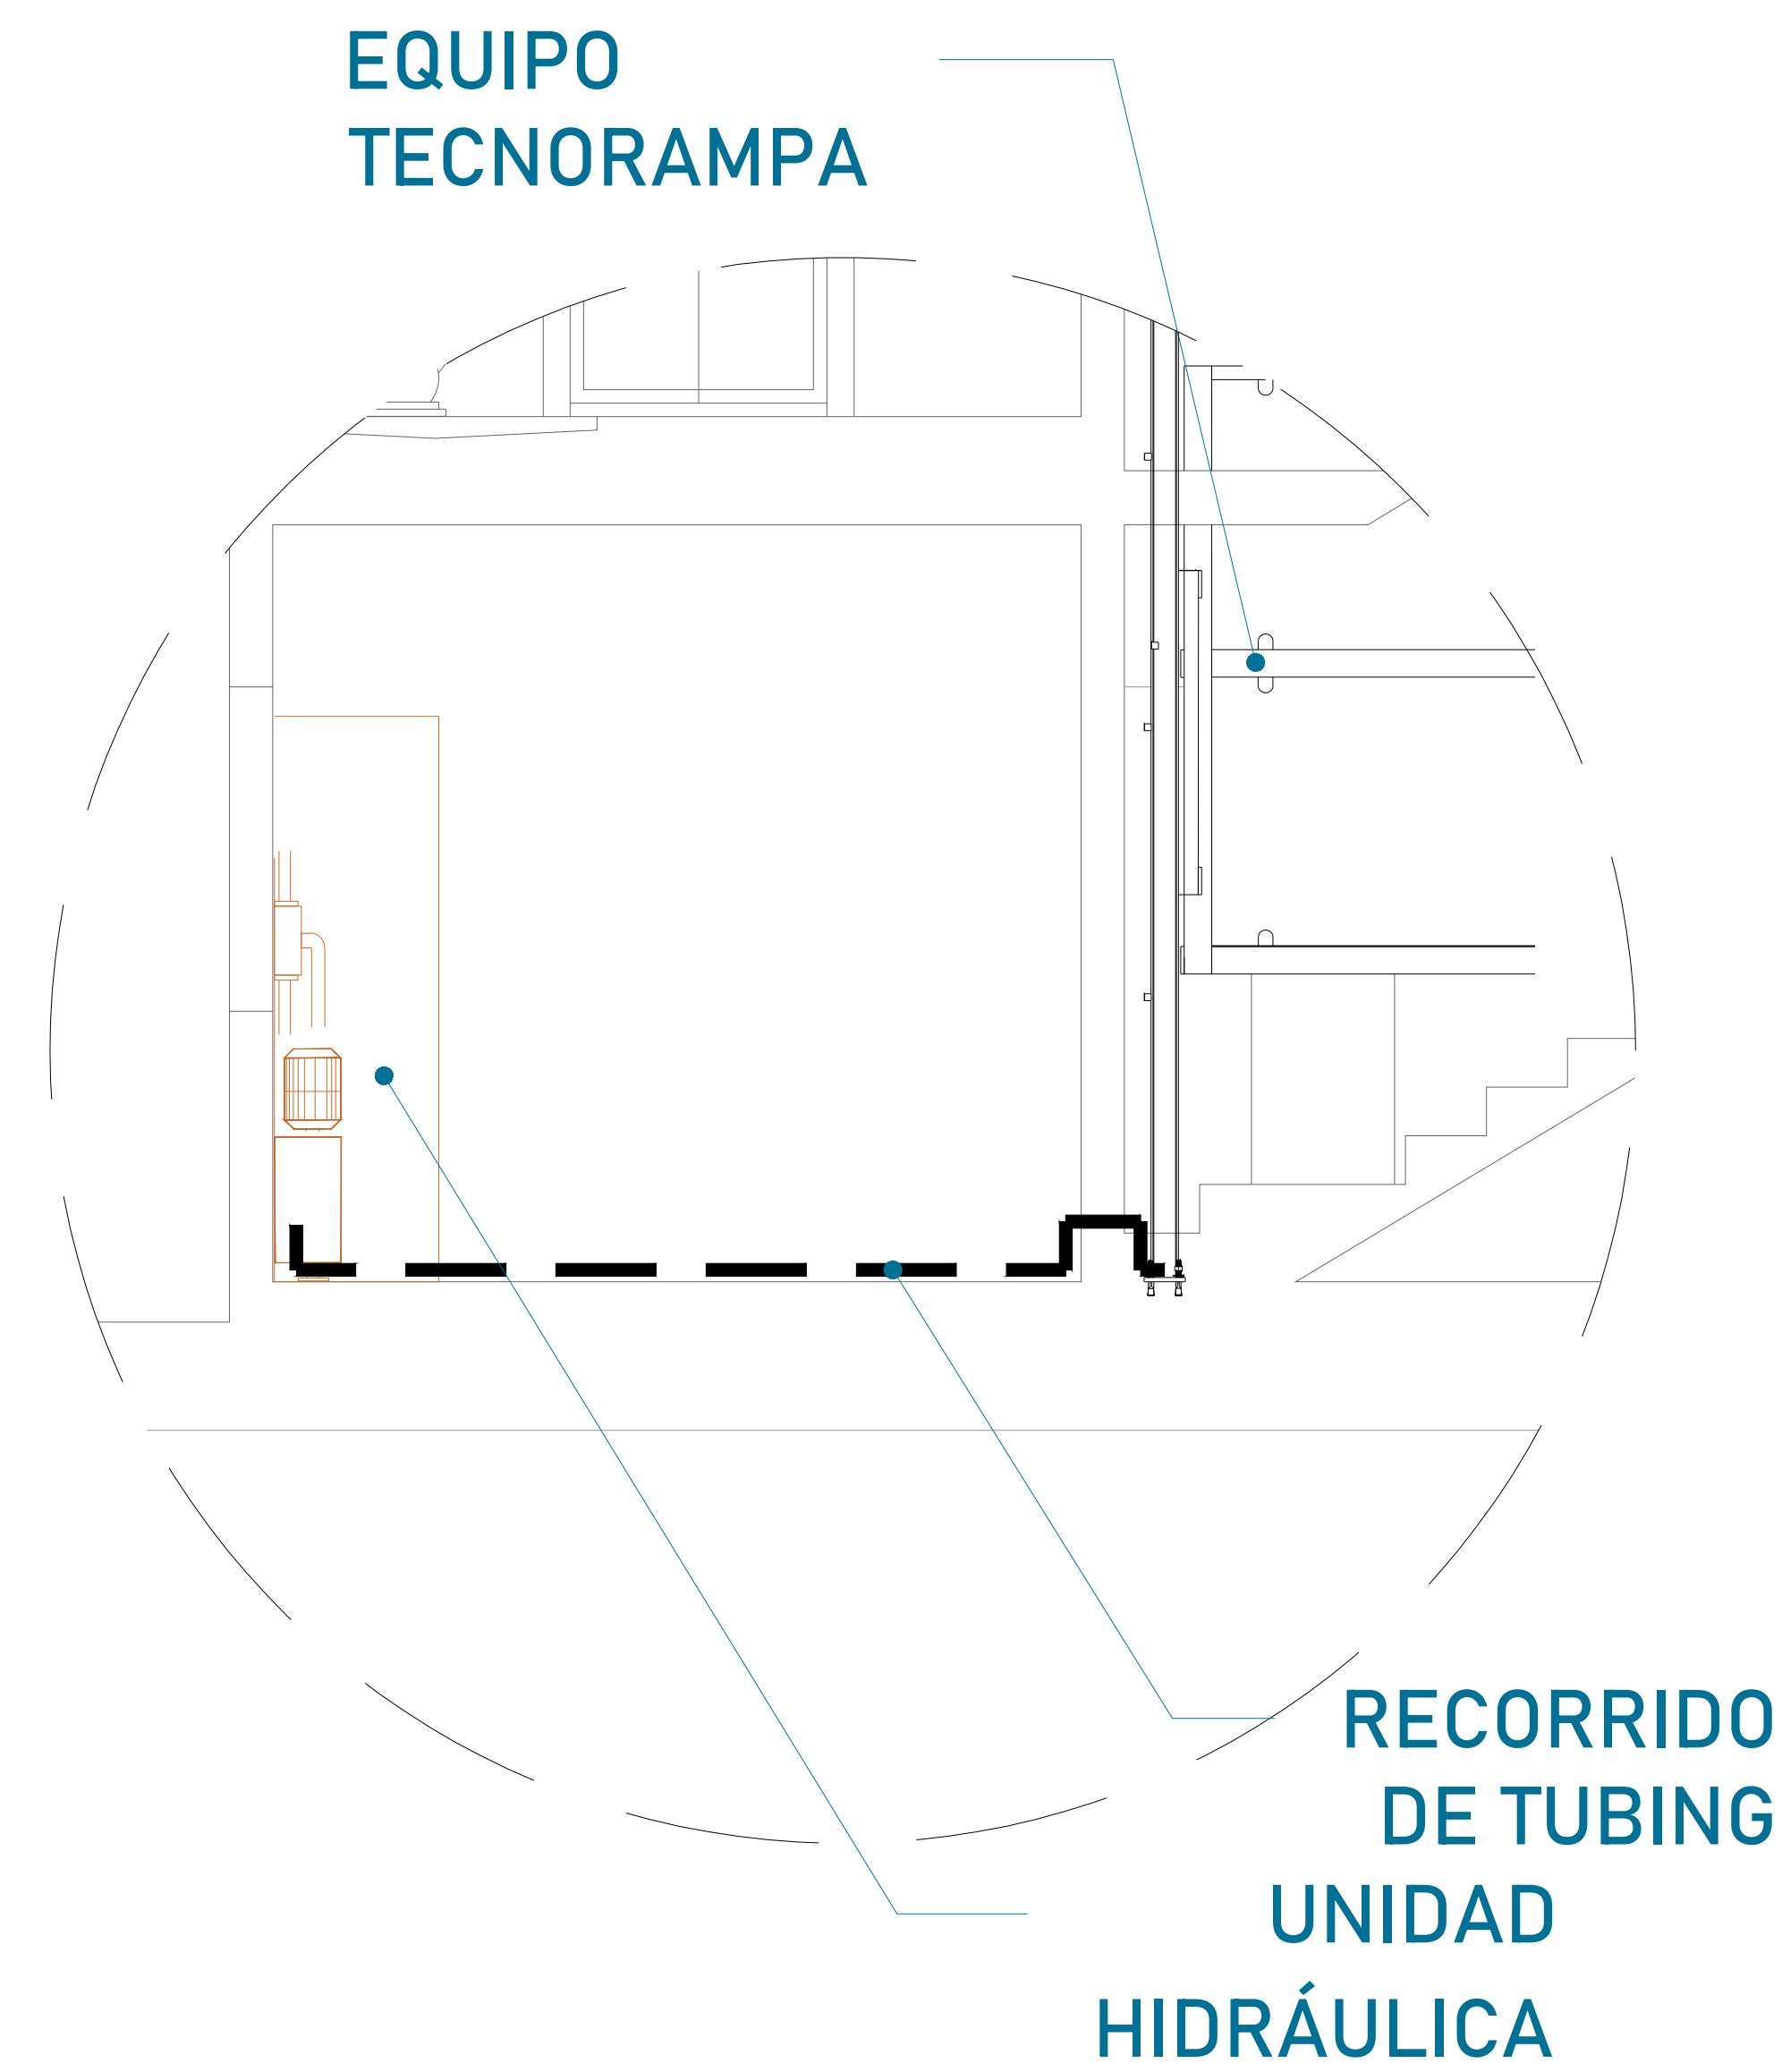 EQUIPO
TECNORAMPA
RECORRIDO
DE TUBING
UNIDAD
HIDRÁULICA